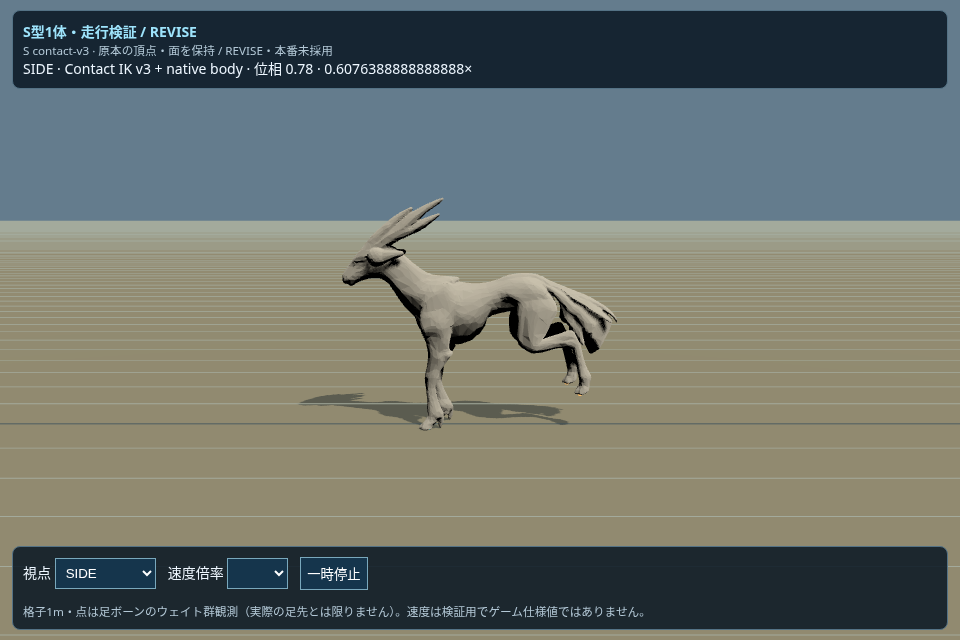 S型1体・走行検証 / REVISE
S contact-v3 · 原本の頂点・面を保持 / REVISE・本番未採用
SIDE · Contact IK v3 + native body · 位相 0.78 · 0.6076388888888888×
視点 SIDE 速度倍率 一時停止
格子1m・点は足ボーンのウェイト群観測（実際の足先とは限りません）。速度は検証用でゲーム仕様値ではありません。